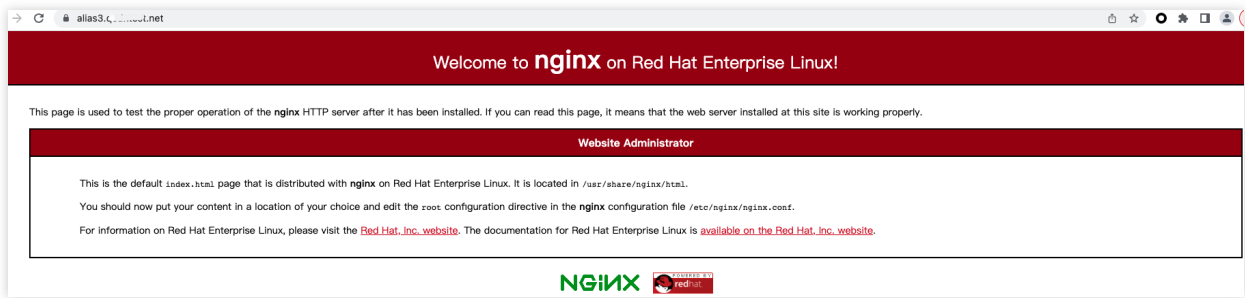 Welcome to nginx on Red Hat Enterprise Linux!
This page is used to test the proper operation of the nginx HTTP server after it has been installed. If you can read this page, it means that the web server installed at this site is working properly.
Website Administrator
This is the default index.html page that is distributed with nginx on Red Hat Enterprise Linux. It is located in /usr/share/nginx/html.
You should now put your content in a location of your choice and edit the root configuration directive in the nginx configuration file /etc/nginx/nginx.conf.
For information on Red Hat Enterprise Linux, please visit the Red Hat, Inc. website. The documentation for Red Hat Enterprise Linux is available on the Red Hat, Inc. website.
NGINX POWERED BY redhat